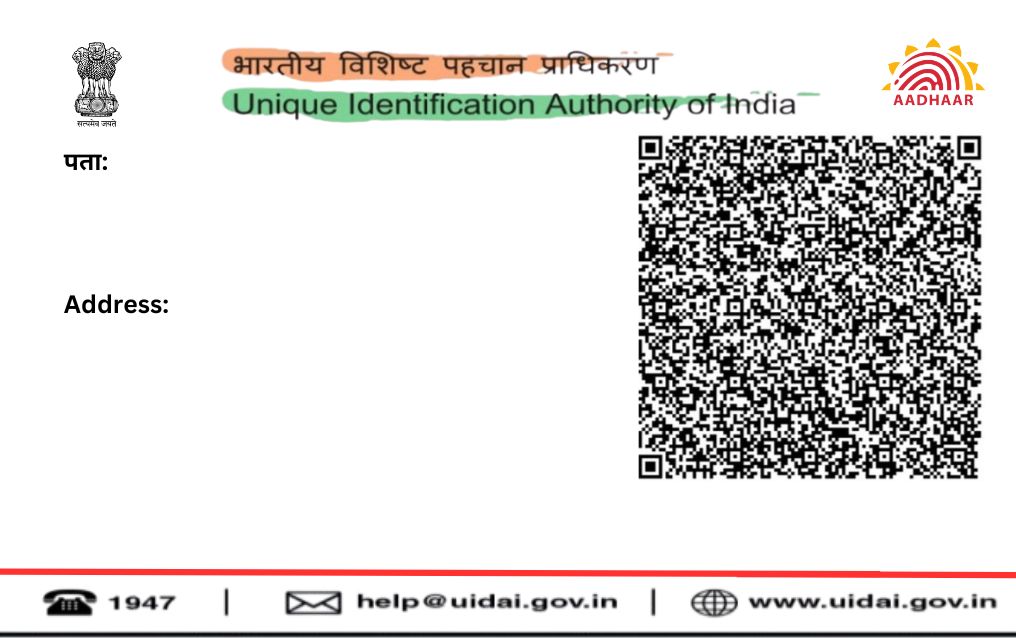 भारतीय विशिष्ट पहचान प्राधिकरण
Unique Identification Authority of India
सत्यमेव जयते
AADHAAR
पता:
Address:
1947 | help@uidai.gov.in | www.uidai.gov.in